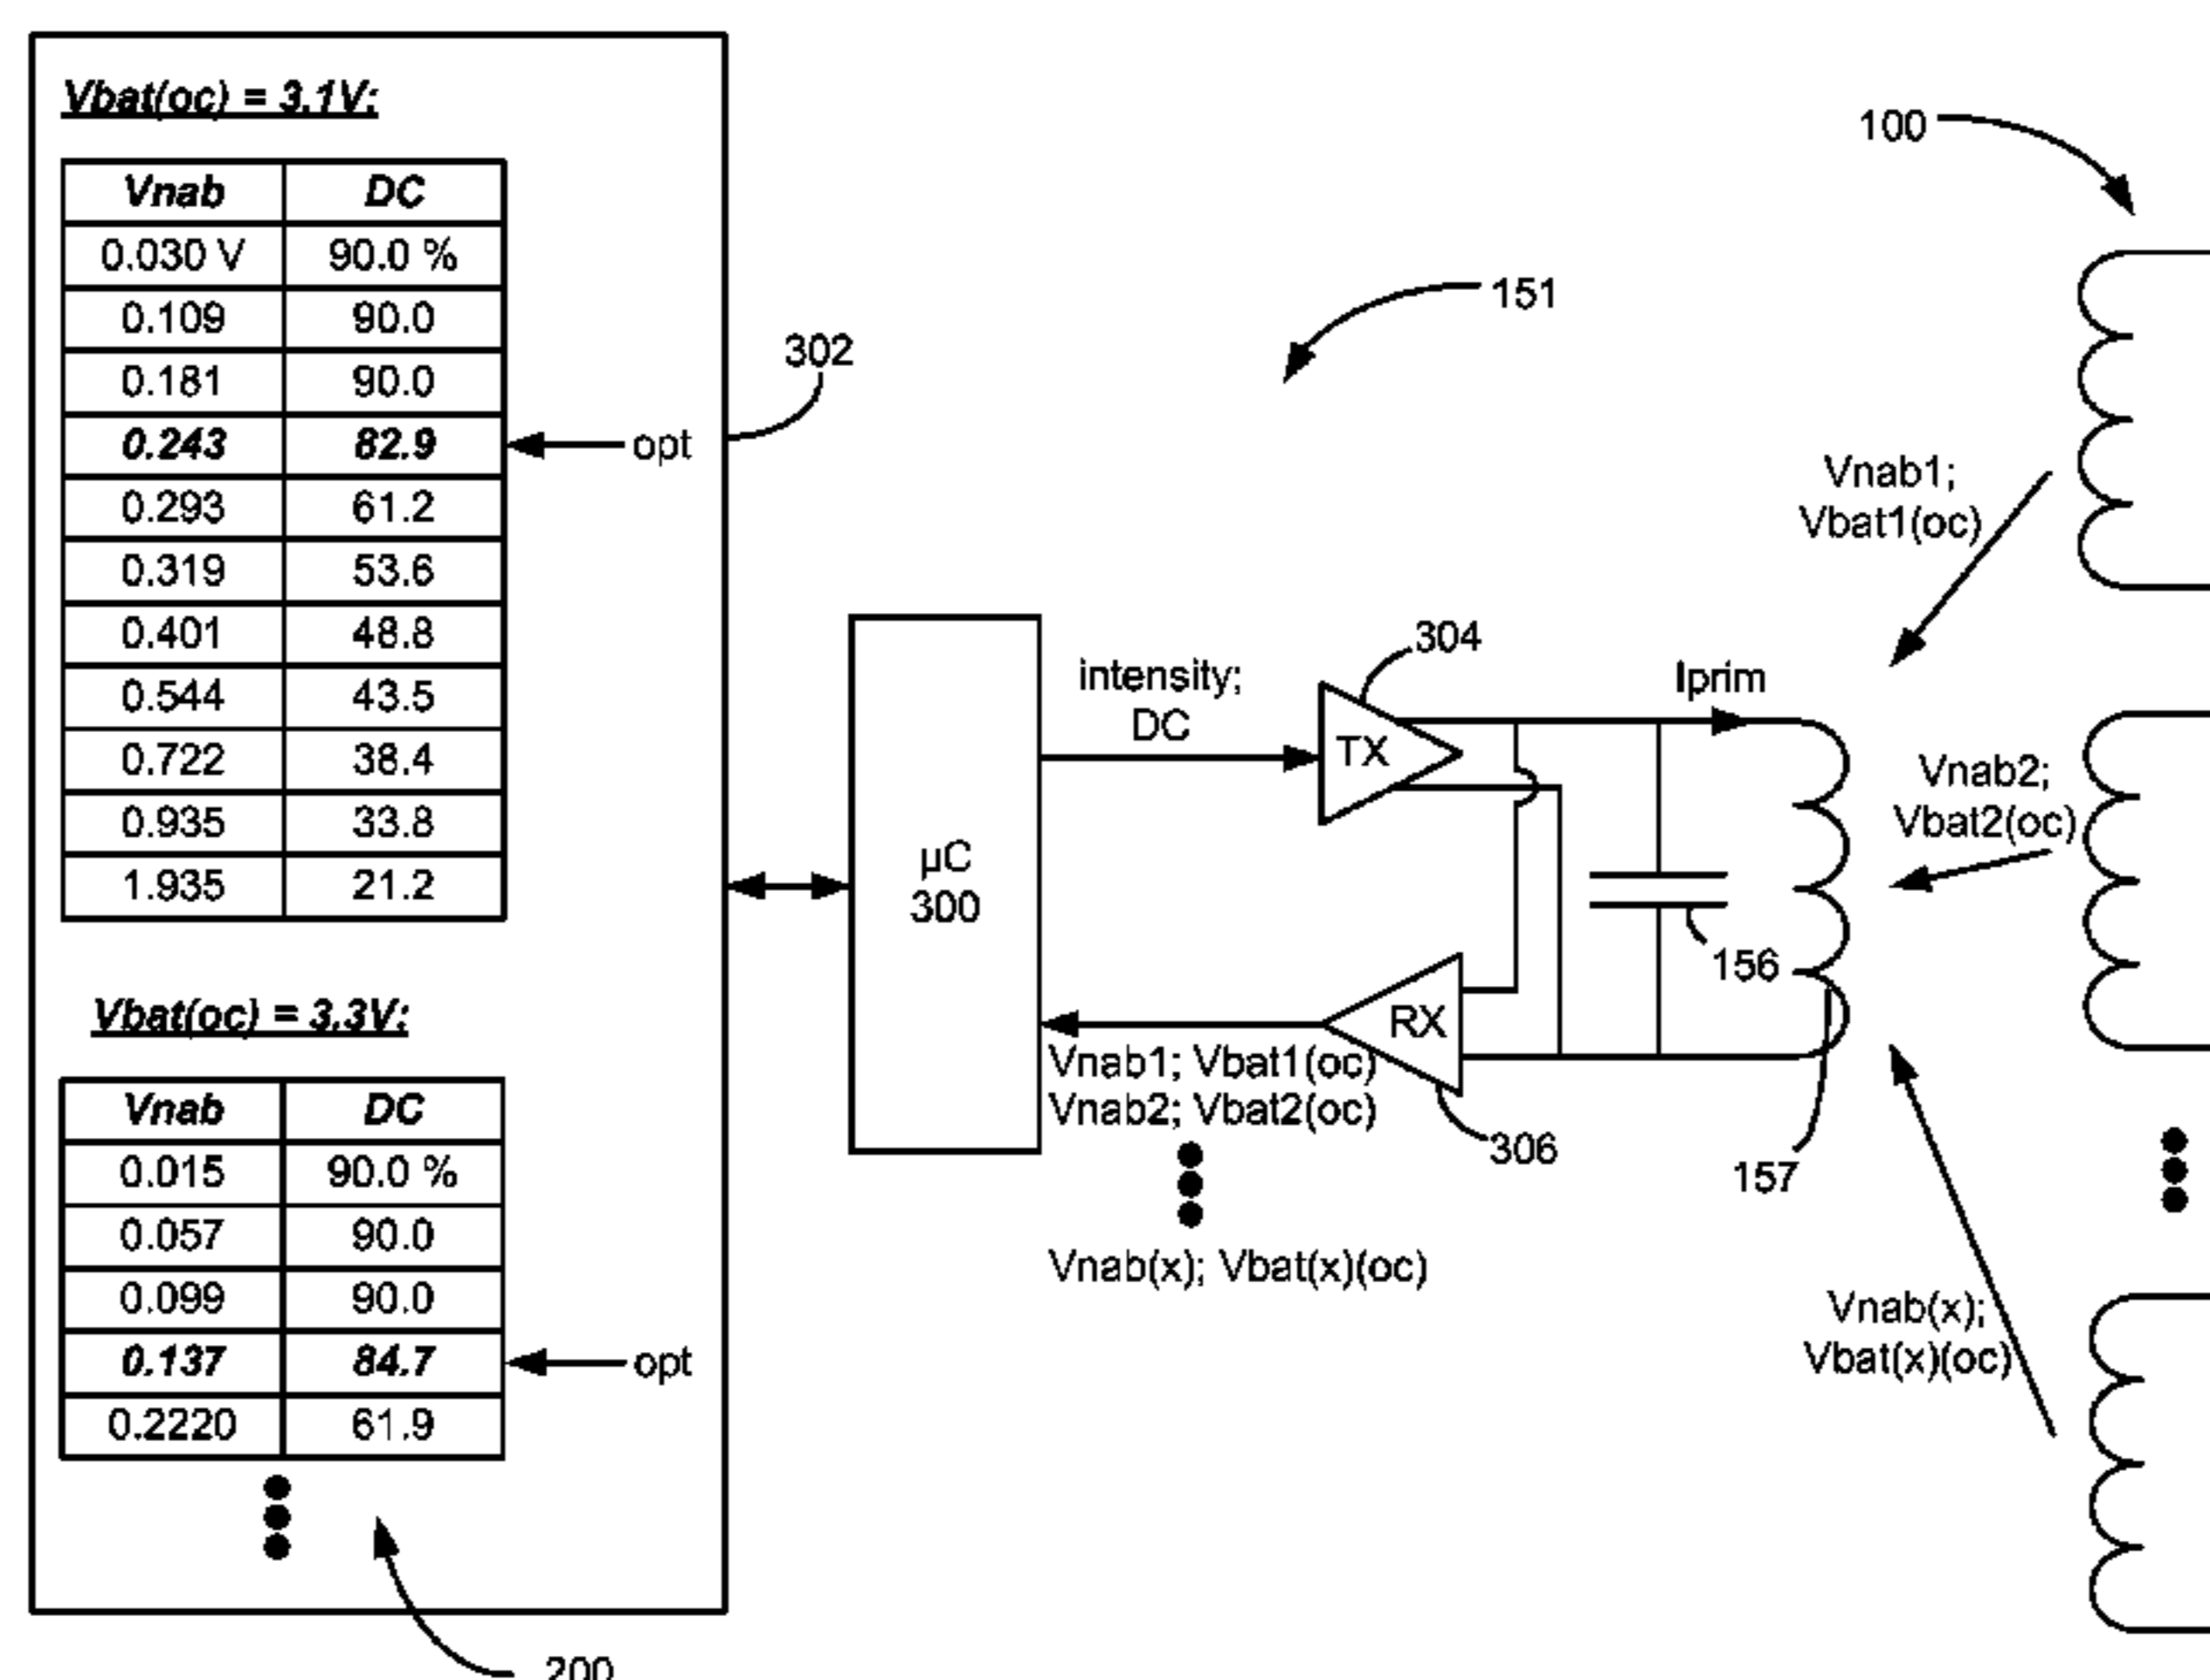 Vbat(oc) = 3.1V:
Vnab DC
0.030 V 90.0 %
0.109 90.0
0.181 90.0
0.243 82.9
opt
0.293 61.2
0.319 53.6
0.401 48.8
0.544 43.5
0.722 38.4
0.935 33.8
1.935 21.2
Vbat(oc) = 3.3V:
Vnab DC
0.015 90.0 %
0.057 90.0
0.099 90.0
0.137 84.7
opt
0.2220 61.9
200
302
µC
300
151
intensity;
DC
304
TX
Iprim
156
RX
306
157
Vnab1; Vbat1(oc)
Vnab2; Vbat2(oc)
Vnab(x); Vbat(x)(oc)
100
Vnab1;
Vbat1(oc)
Vnab2;
Vbat2(oc)
Vnab(x);
Vbat(x)(oc)